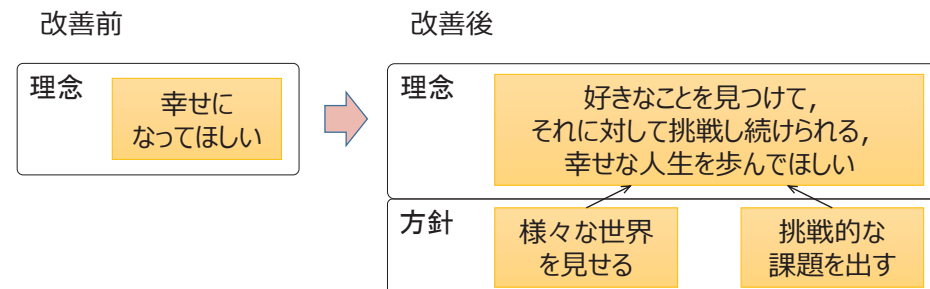 改善前
理念
幸せに
なってほしい
改善後
理念
好きなことを見つけて,
それに対して挑戦し続けられる,
幸せな人生を歩んでほしい
方針
様々な世界
を見せる
挑戦的な
課題を出す